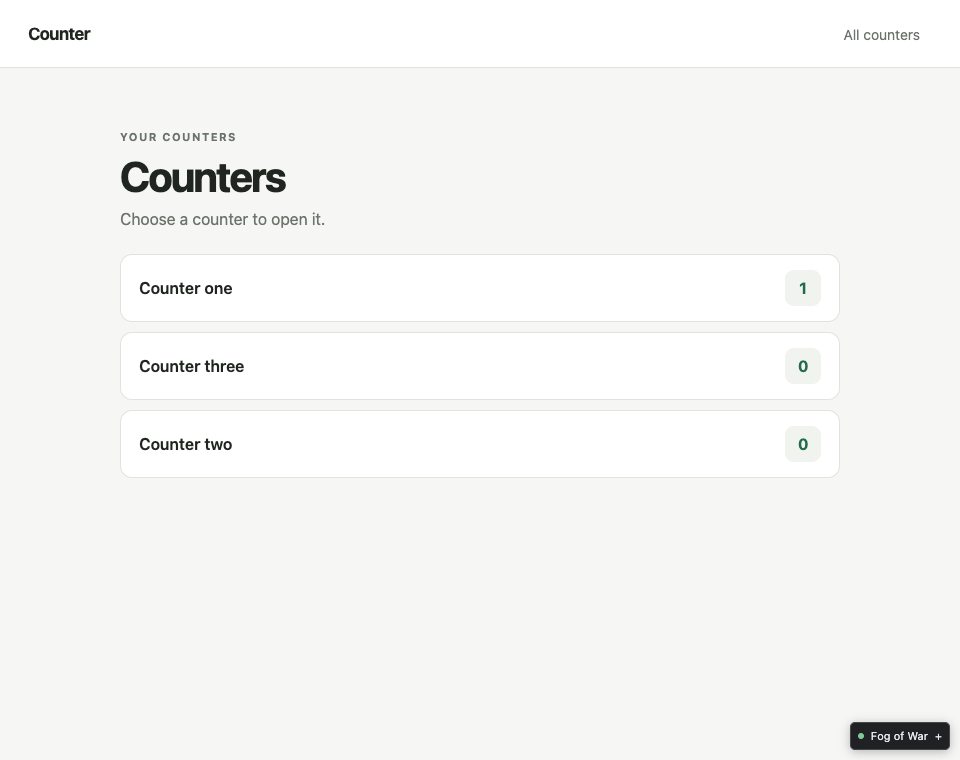 Counter
All counters
YOUR COUNTERS
Counters
Choose a counter to open it.
Counter one 1
Counter three 0
Counter two 0
Fog of War +